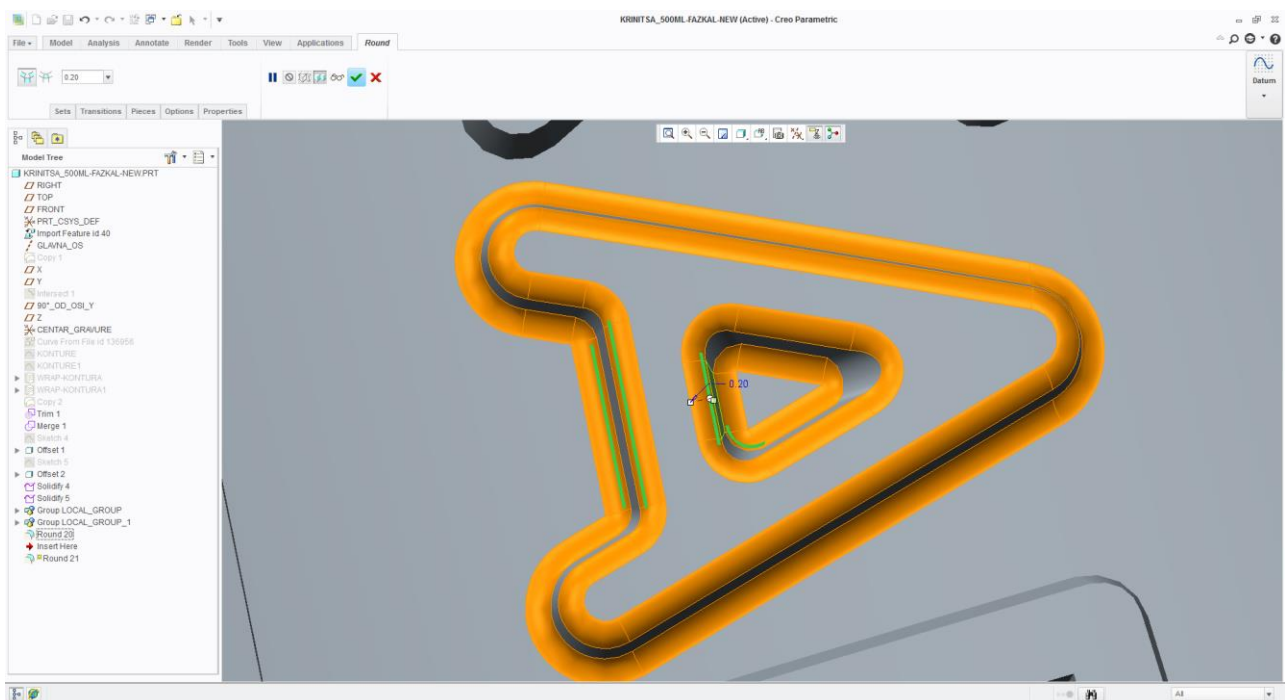 KRINITSA_500ML-FAZKAL-NEW (Active) - Creo Parametric
File Model Analysis Annotate Render Tools View Applications Round
0.20
Datum
Sets Transitions Pieces Options Properties
Model Tree
KRINITSA_500ML-FAZKAL-NEW.PRT
RIGHT
TOP
FRONT
PRT_CSYS_DEF
Import Feature id 40
GLAVNA_OS
Copy 1
X
Y
Intersect 1
90°_OD_OSI_Y
Z
CENTAR_GRAVURE
Curve From File id 136958
KONTURE
KONTURE1
WRAP-KONTURA
WRAP-KONTURA1
Copy 2
Trim 1
Merge 1
Sketch 4
Offset 1
Sketch 5
Offset 2
Solidify 4
Solidify 5
Group LOCAL_GROUP
Group LOCAL_GROUP_1
Round 20
Insert Here
Round 21
0.20
All